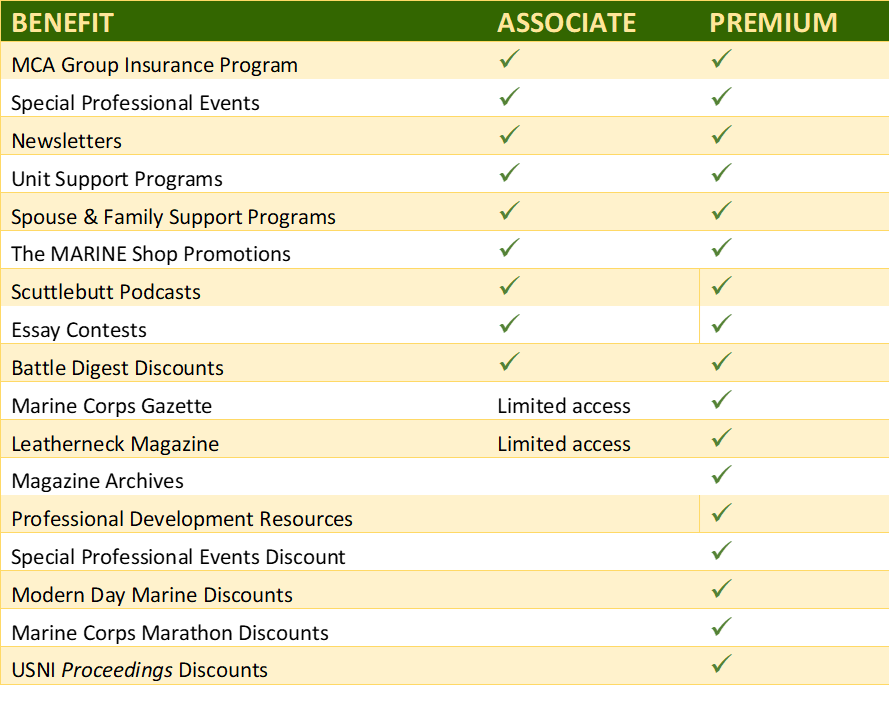 BENEFIT ASSOCIATE PREMIUM
MCA Group Insurance Program ✓ ✓
Special Professional Events ✓ ✓
Newsletters ✓ ✓
Unit Support Programs ✓ ✓
Spouse & Family Support Programs ✓ ✓
The MARINE Shop Promotions ✓ ✓
Scuttlebutt Podcasts ✓ ✓
Essay Contests ✓ ✓
Battle Digest Discounts ✓ ✓
Marine Corps Gazette Limited access ✓
Leatherneck Magazine Limited access ✓
Magazine Archives ✓
Professional Development Resources ✓
Special Professional Events Discount ✓
Modern Day Marine Discounts ✓
Marine Corps Marathon Discounts ✓
USNI Proceedings Discounts ✓